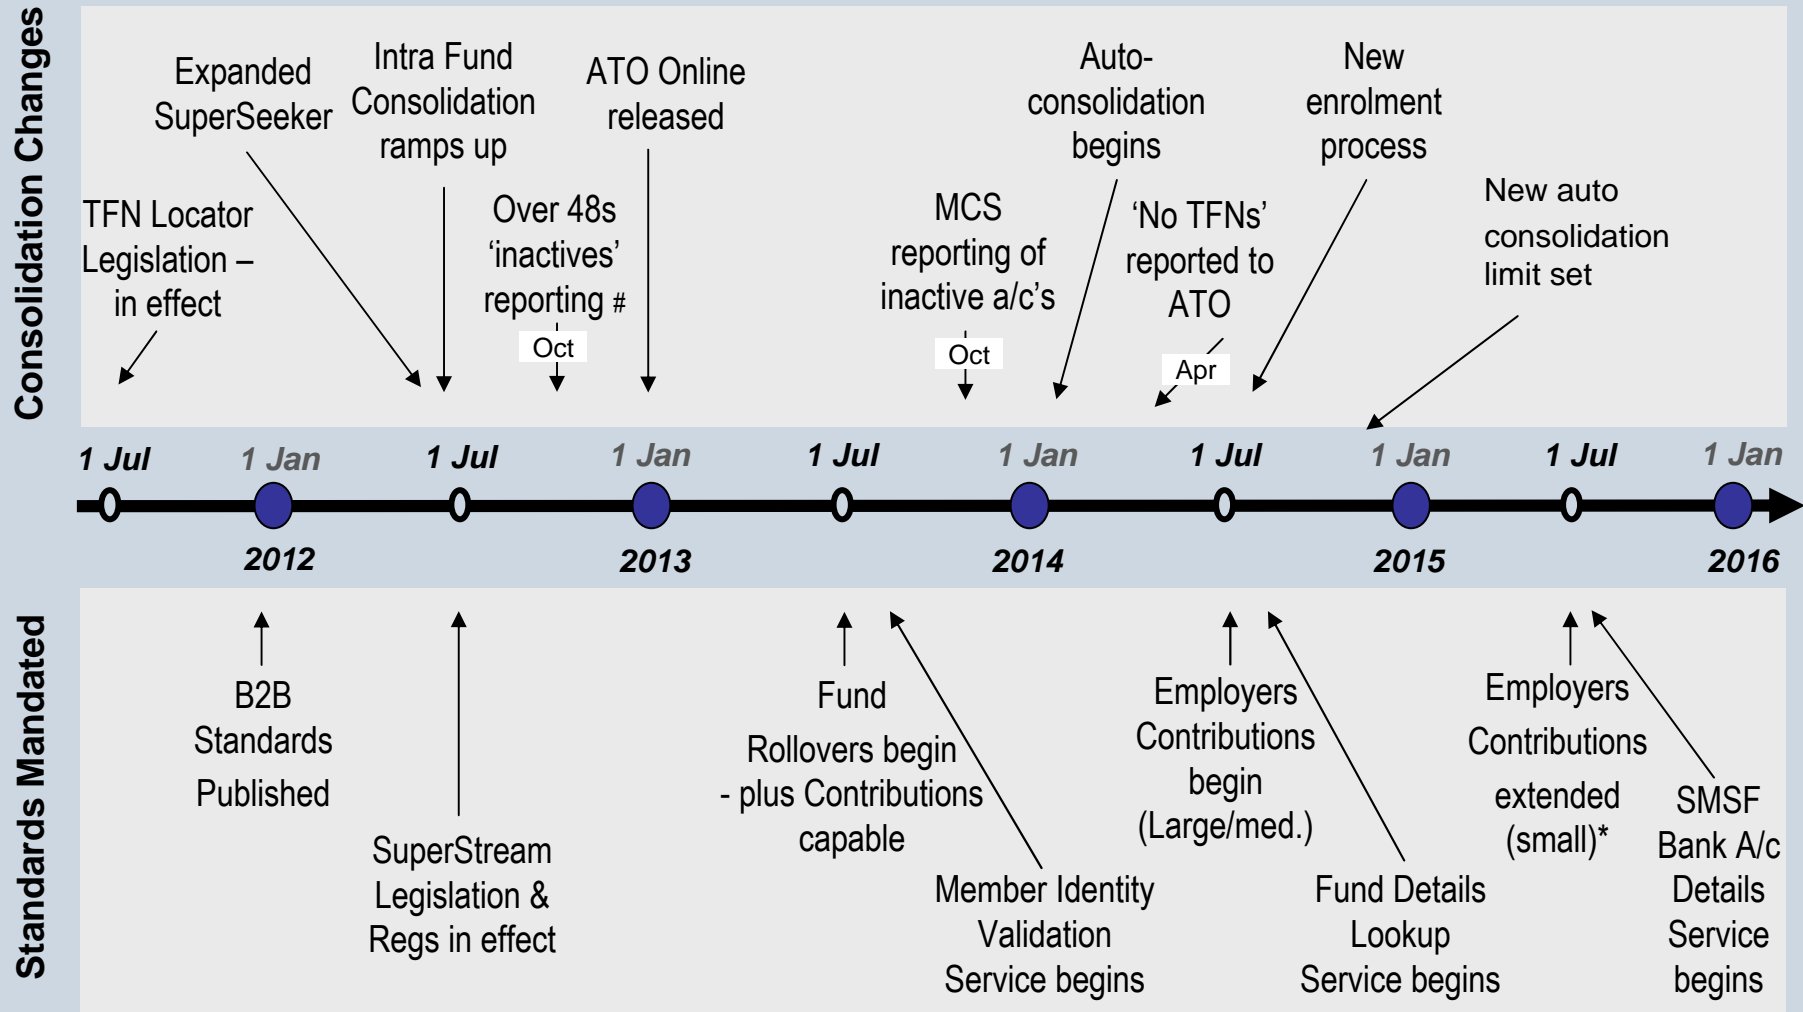 Consolidation Changes
Expanded
SuperSeeker
Intra Fund
Consolidation
ramps up
ATO Online
released
Auto-
consolidation
begins
New
enrolment
process
TFN Locator
Legislation –
in effect
Over 48s
‘inactives’
reporting #
Oct
MCS
reporting of
inactive a/c’s
Oct
‘No TFNs’
reported to
ATO
Apr
New auto
consolidation
limit set
1 Jul
1 Jan
1 Jul
1 Jan
1 Jul
1 Jan
1 Jul
1 Jan
1 Jul
1 Jan
2012
2013
2014
2015
2016
Standards Mandated
B2B
Standards
Published
SuperStream
Legislation &
Regs in effect
Fund
Rollovers begin
- plus Contributions
capable
Member Identity
Validation
Service begins
Employers
Contributions
begin
(Large/med.)
Fund Details
Lookup
Service begins
Employers
Contributions
extended
(small)*
SMSF
Bank A/c
Details
Service
begins